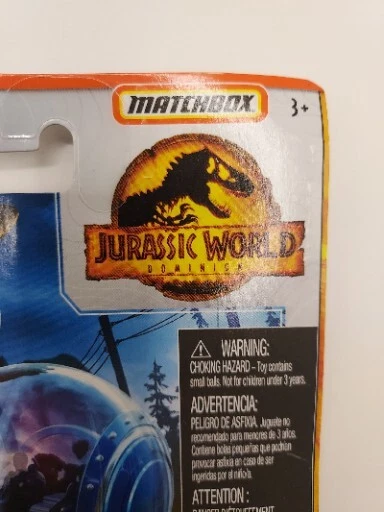 MATCHBOX
3+
JURASSIC WORLD
DOMINION
WARNING:
CHOKING HAZARD – Toy contains
small balls. Not for children under 3 years.
ADVERTENCIA:
PELIGRO DE ASFIXIA. Juguete no
recomendado para menores de 3 años.
Contiene bolas pequeñas que podrían
provocar asfixia en caso de ser
ingeridas por el niño/a.
ATTENTION :
DANGER D'ÉTOUFFEMENT